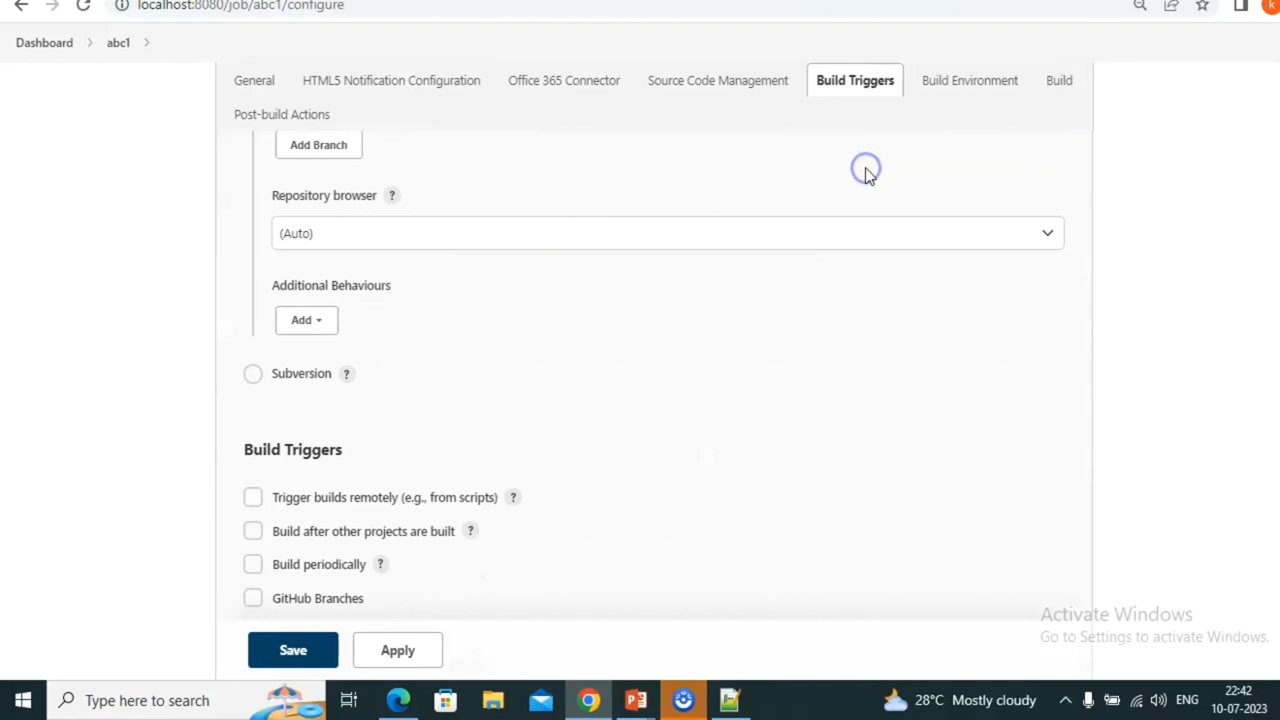 localhost:8080/job/abc1/configure
k
Dashboard
abc1
General HTML5 Notification Configuration Office 365 Connector Source Code Management Build Triggers Build Environment Build
Post-build Actions
Add Branch
Repository browser ?
(Auto)
Additional Behaviours
Add
Subversion ?
Build Triggers
Trigger builds remotely (e.g., from scripts) ?
Build after other projects are built ?
Build periodically ?
GitHub Branches
Activate Windows
Go to Settings to activate Windows.
Save Apply
Type here to search
28°C Mostly cloudy
ENG
22:42
10-07-2023